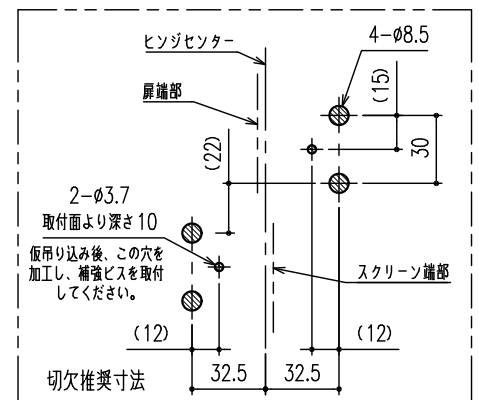 ヒンジセンター
4-φ8.5
扉端部
(15)
(22)
30
2-φ3.7
取付面より深さ10
仮吊り込み後、この穴を
加工し、補強ビスを取付
してください。
スクリーン端部
(12)
(12)
32.5
32.5
切欠推奨寸法